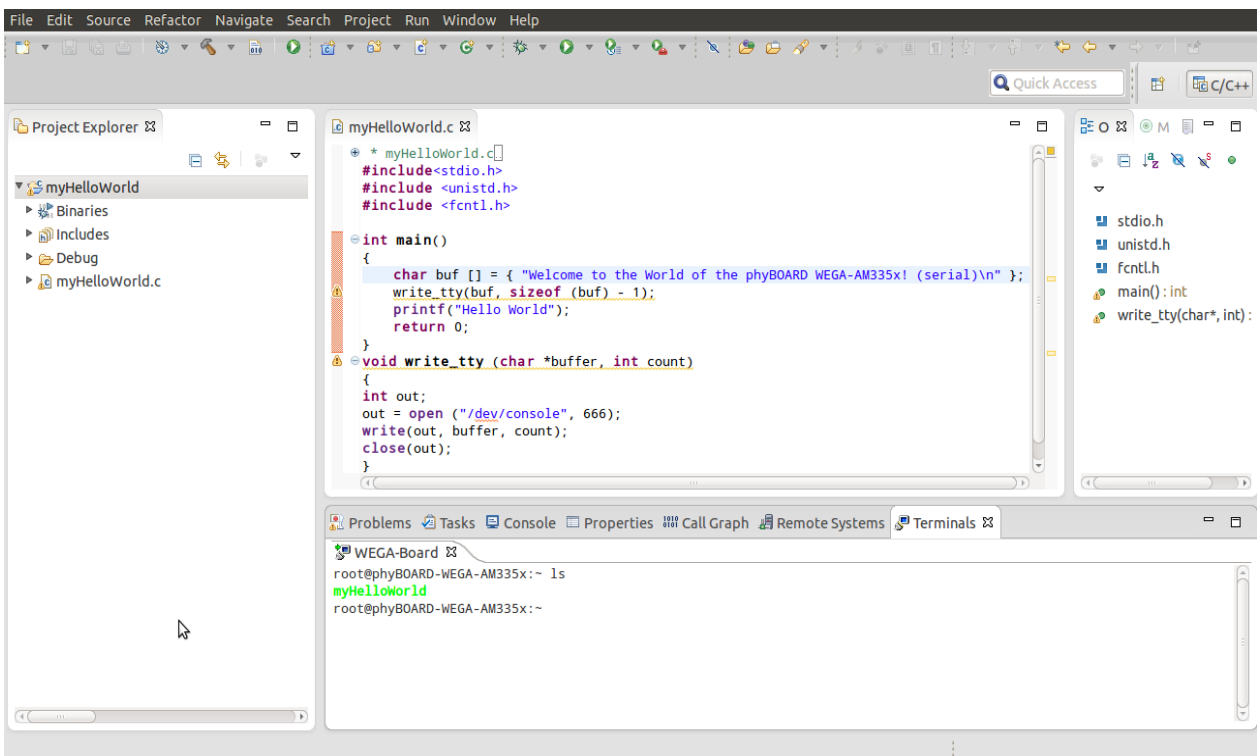 File Edit Source Refactor Navigate Search Project Run Window Help
Quick Access
C/C++
Project Explorer
myHelloWorld
Binaries
Includes
Debug
myHelloWorld.c
myHelloWorld.c
* myHelloWorld.c
#include<stdio.h>
#include <unistd.h>
#include <fcntl.h>
int main()
{
char buf [] = { "Welcome to the World of the phyBOARD WEGA-AM335x! (serial)\n" };
write_tty(buf, sizeof (buf) - 1);
printf("Hello World");
return 0;
}
void write_tty (char *buffer, int count)
{
int out;
out = open ("/dev/console", 666);
write(out, buffer, count);
close(out);
}
O M
stdio.h
unistd.h
fcntl.h
main() : int
write_tty(char*, int) :
Problems Tasks Console Properties Call Graph Remote Systems Terminals
WEGA-Board
root@phyBOARD-WEGA-AM335x:~ ls
myHelloWorld
root@phyBOARD-WEGA-AM335x:~